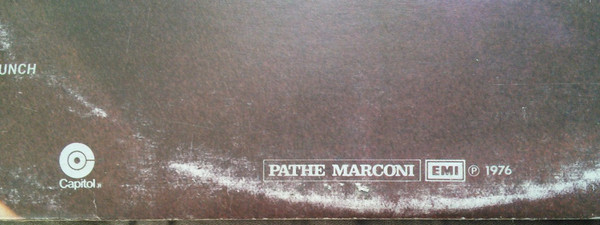 UNCH
Capitol®
PATHE MARCONI EMI ℗ 1976